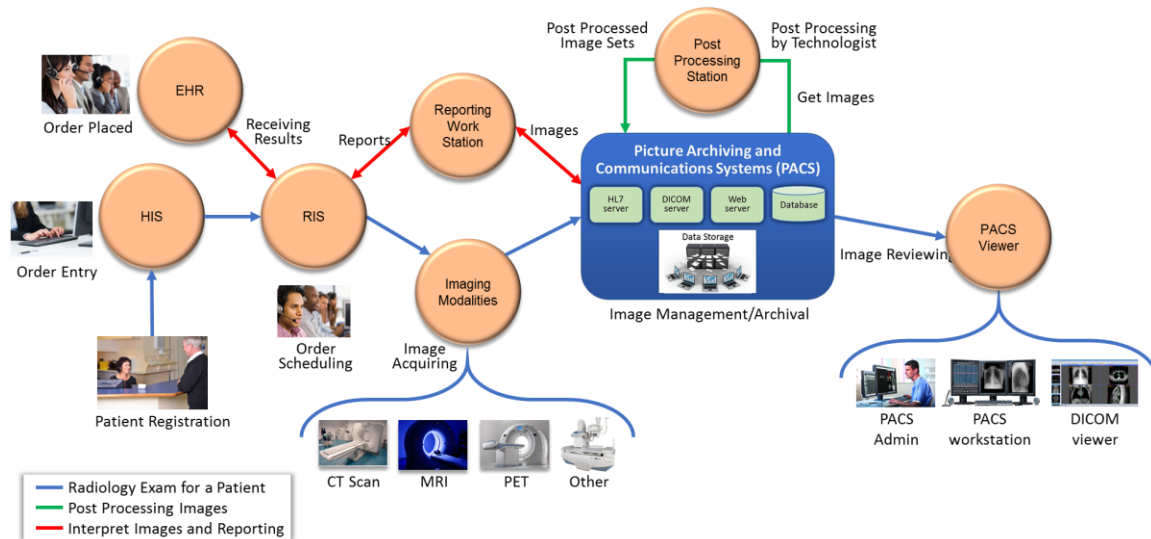 Post Processed
Image Sets
Post
Processing
Station
Post Processing
by Technologist
Get Images
EHR
Order Placed
Receiving
Results
Reports
Reporting
Work
Station
Images
Picture Archiving and
Communications Systems (PACS)
HL7
server
DICOM
server
Web
server
Database
Data Storage
Image Management/Archival
HIS
Order Entry
RIS
Order
Scheduling
Imaging
Modalities
Image
Acquiring
Image Reviewing
PACS
Viewer
Patient Registration
CT Scan
MRI
PET
Other
PACS
Admin
PACS
workstation
DICOM
viewer
Radiology Exam for a Patient
Post Processing Images
Interpret Images and Reporting